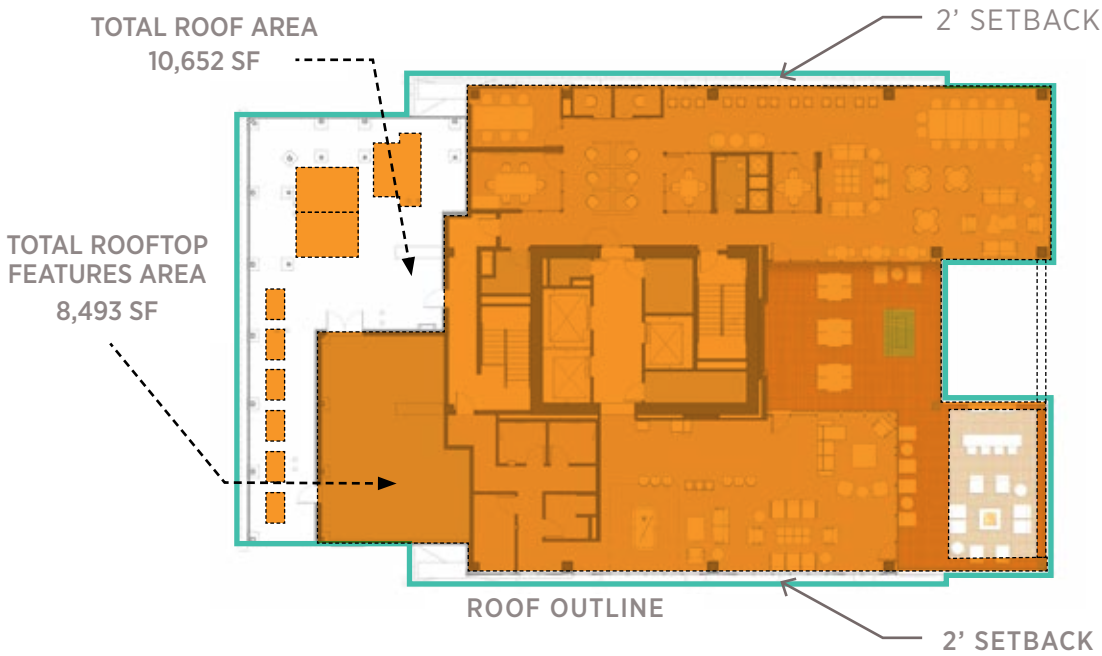 2’ SETBACK
TOTAL ROOF AREA
10,652 SF
TOTAL ROOFTOP
FEATURES AREA
8,493 SF
ROOF OUTLINE
2’ SETBACK